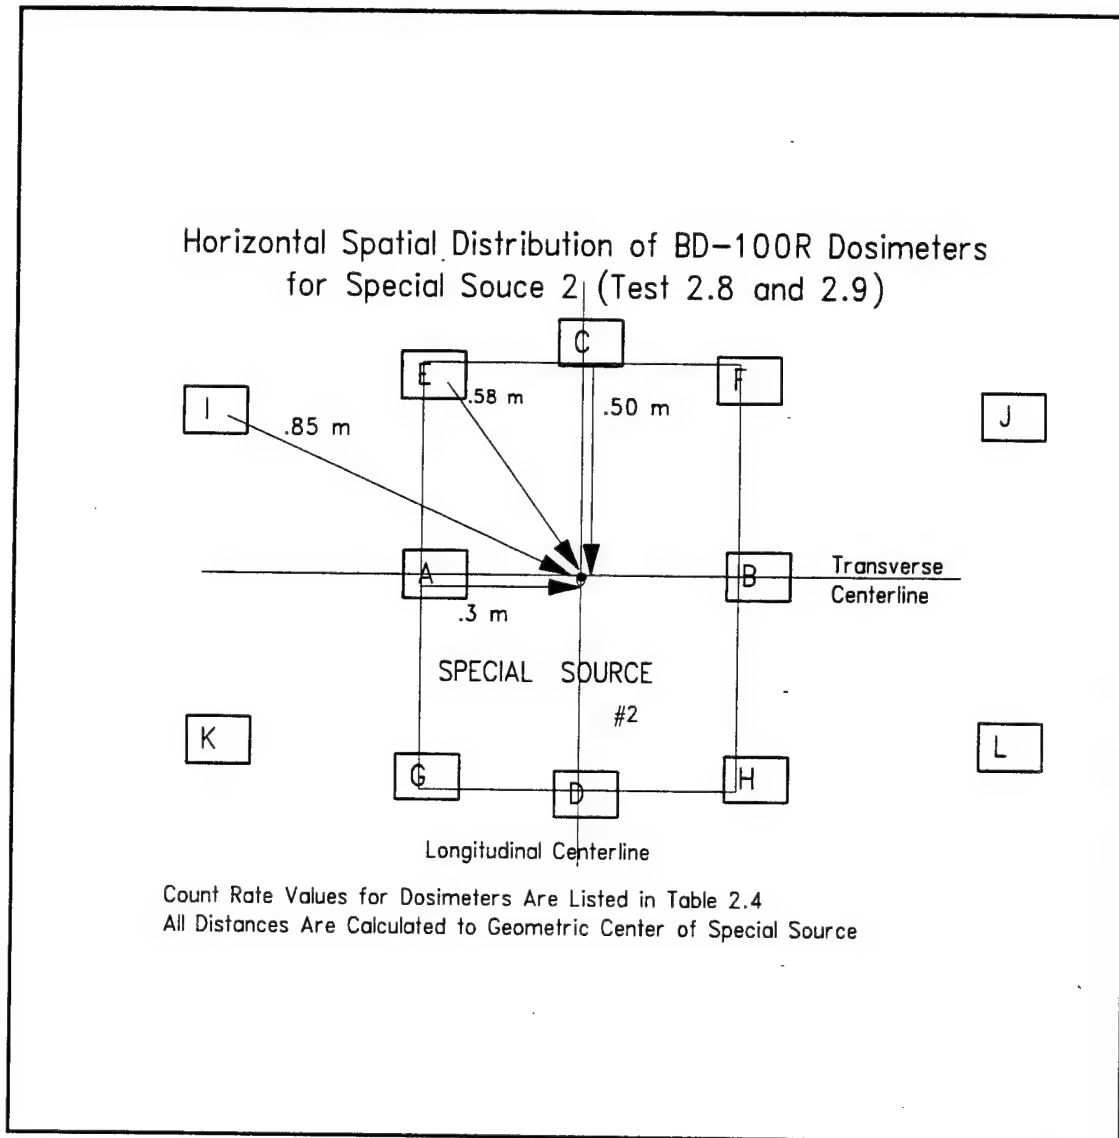 Horizontal Spatial Distribution of BD-100R Dosimeters
for Special Souce 2 (Test 2.8 and 2.9)
C
E
F
I
.58 m
.50 m
J
.85 m
A
B
Transverse
Centerline
.3 m
SPECIAL SOURCE
#2
K
L
G
D
H
Longitudinal Centerline
Count Rate Values for Dosimeters Are Listed in Table 2.4
All Distances Are Calculated to Geometric Center of Special Source